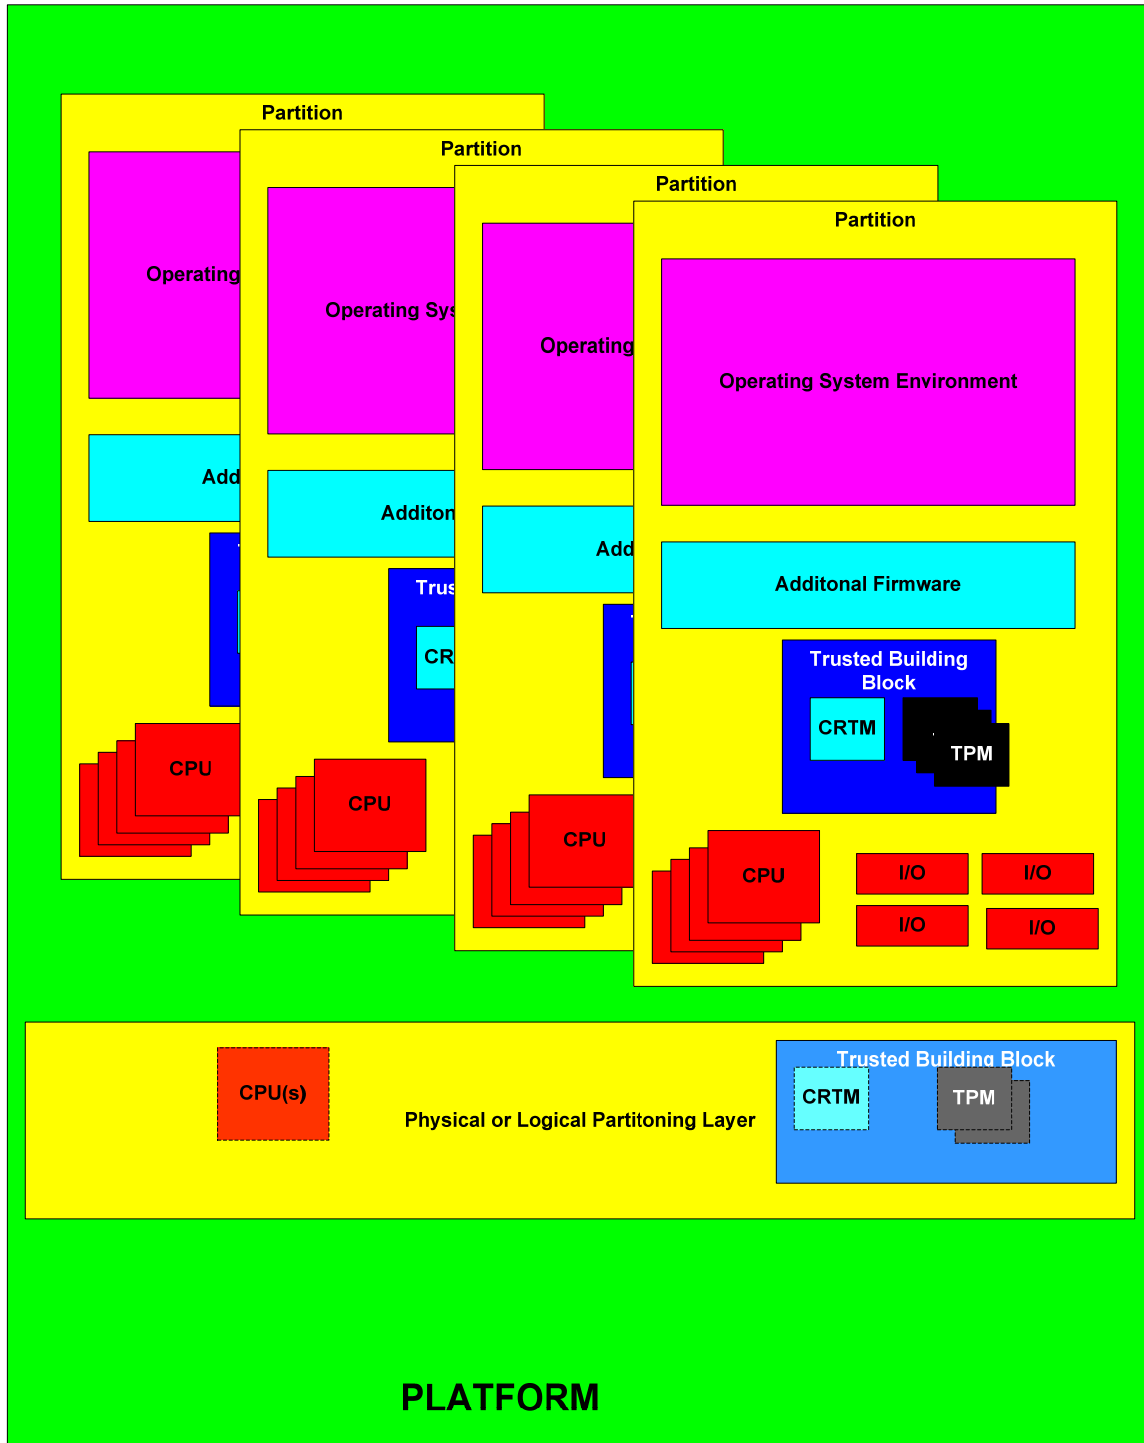 Partition
Partition
Partition
Partition
Operating
Operating Sys
Operating
Operating System Environment
Add
Additon
Add
Additonal Firmware
Trus
Trusted Building
Block
CR
CRTM
TPM
CPU
CPU
CPU
CPU
I/O
I/O
I/O
I/O
Trusted Building Block
CPU(s)
CRTM
TPM
Physical or Logical Partitoning Layer
PLATFORM